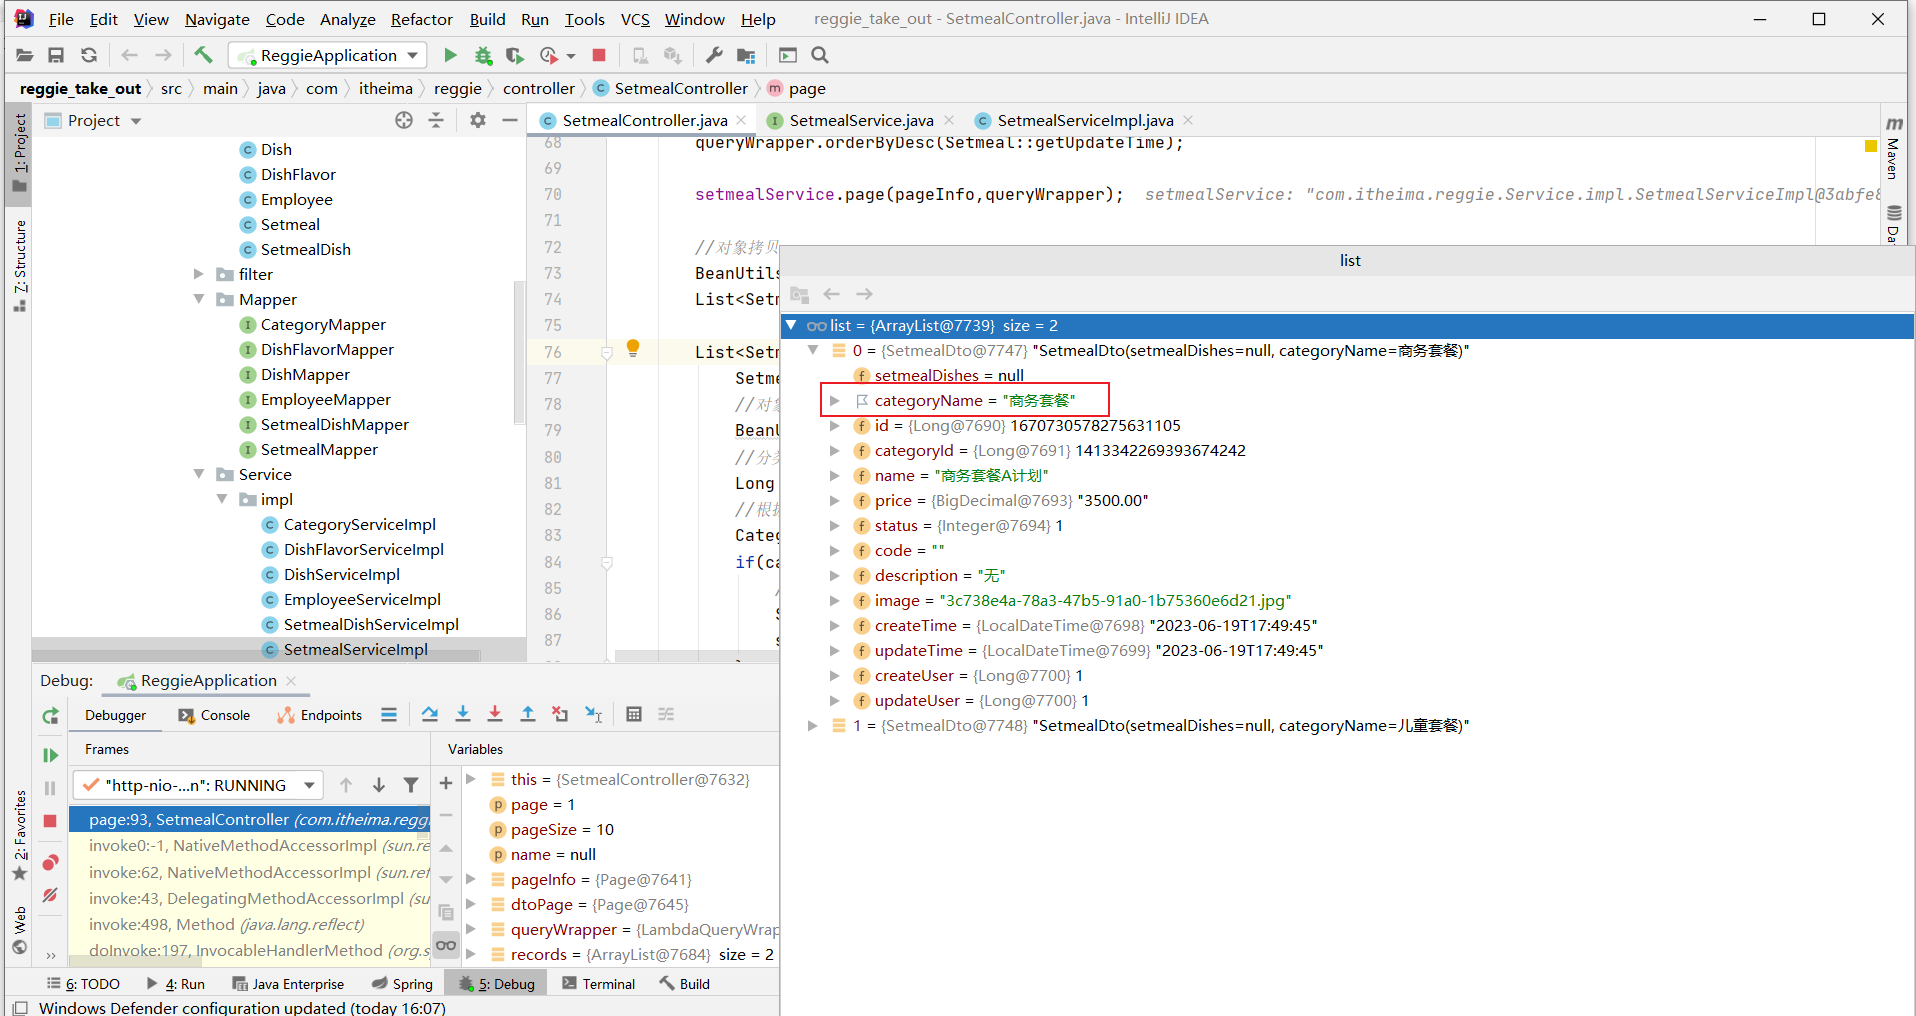 File Edit View Navigate Code Analyze Refactor Build Run Tools VCS Window Help reggie_take_out - SetmealController.java - IntelliJ IDEA
ReggieApplication
reggie_take_out src main java com itheima reggie controller SetmealController page
1: Project
7: Structure
2: Favorites
Web
Project
Dish
DishFlavor
Employee
Setmeal
SetmealDish
filter
Mapper
CategoryMapper
DishFlavorMapper
DishMapper
EmployeeMapper
SetmealDishMapper
SetmealMapper
Service
impl
CategoryServiceImpl
DishFlavorServiceImpl
DishServiceImpl
EmployeeServiceImpl
SetmealDishServiceImpl
SetmealServiceImpl
SetmealController.java SetmealService.java SetmealServiceImpl.java
68 queryWrapper.orderByDesc(Setmeal::getUpdateTime);
69
70 setmealService.page(pageInfo,queryWrapper); setmealService: "com.itheima.reggie.Service.impl.SetmealServiceImpl@3abfe8
71
72 //对象拷贝
73 BeanUtils
74 List<Setm
75
76 List<Setm
77 Setme
78 //对象
79 BeanU
80 //分类
81 Long
82 //根据
83 Categ
84 if(ca
85 /
86 S
87 s
Maven
Da
list
list = {ArrayList@7739} size = 2
0 = {SetmealDto@7747} "SetmealDto(setmealDishes=null, categoryName=商务套餐)"
setmealDishes = null
categoryName = "商务套餐"
id = {Long@7690} 1670730578275631105
categoryId = {Long@7691} 1413342269393674242
name = "商务套餐A计划"
price = {BigDecimal@7693} "3500.00"
status = {Integer@7694} 1
code = ""
description = "无"
image = "3c738e4a-78a3-47b5-91a0-1b75360e6d21.jpg"
createTime = {LocalDateTime@7698} "2023-06-19T17:49:45"
updateTime = {LocalDateTime@7699} "2023-06-19T17:49:45"
createUser = {Long@7700} 1
updateUser = {Long@7700} 1
1 = {SetmealDto@7748} "SetmealDto(setmealDishes=null, categoryName=儿童套餐)"
Debug: ReggieApplication
Debugger Console Endpoints
Frames
"http-nio-...n": RUNNING
page:93, SetmealController (com.itheima.reggi
invoke0:-1, NativeMethodAccessorImpl (sun.re
invoke:62, NativeMethodAccessorImpl (sun.ref
invoke:43, DelegatingMethodAccessorImpl (su
invoke:498, Method (java.lang.reflect)
doInvoke:197, InvocableHandlerMethod (org.s
Variables
this = {SetmealController@7632}
page = 1
pageSize = 10
name = null
pageInfo = {Page@7641}
dtoPage = {Page@7645}
queryWrapper = {LambdaQueryWrap
records = {ArrayList@7684} size = 2
6: TODO 4: Run Java Enterprise Spring 5: Debug Terminal Build
Windows Defender configuration updated (today 16:07)